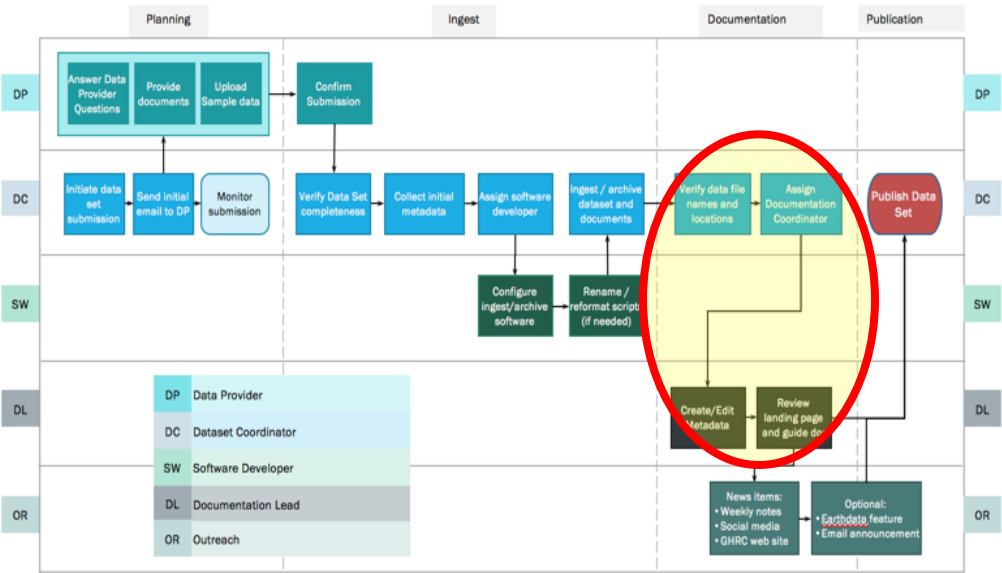 Planning
Ingest
Documentation
Publication
DP
Answer Data
Provider
Questions
Provide
documents
Upload
Sample data
Confirm
Submission
DP
DC
Initiate data
set
submission
Send initial
email to DP
Monitor
submission
Verify Data Set
completeness
Collect initial
metadata
Assign software
developer
Ingest / archive
dataset and
documents
Verify data file
names and
locations
Assign
Documentation
Coordinator
Publish Data
Set
DC
SW
Configure
ingest/archive
software
Rename /
reformat scripts
(if needed)
SW
DL
Create/Edit
Metadata
Review
landing page
and guide doc
DL
DP Data Provider
DC Dataset Coordinator
SW Software Developer
DL Documentation Lead
OR Outreach
OR
News items:
• Weekly notes
• Social media
• GHRC web site
Optional:
• Earthdata feature
• Email announcement
OR